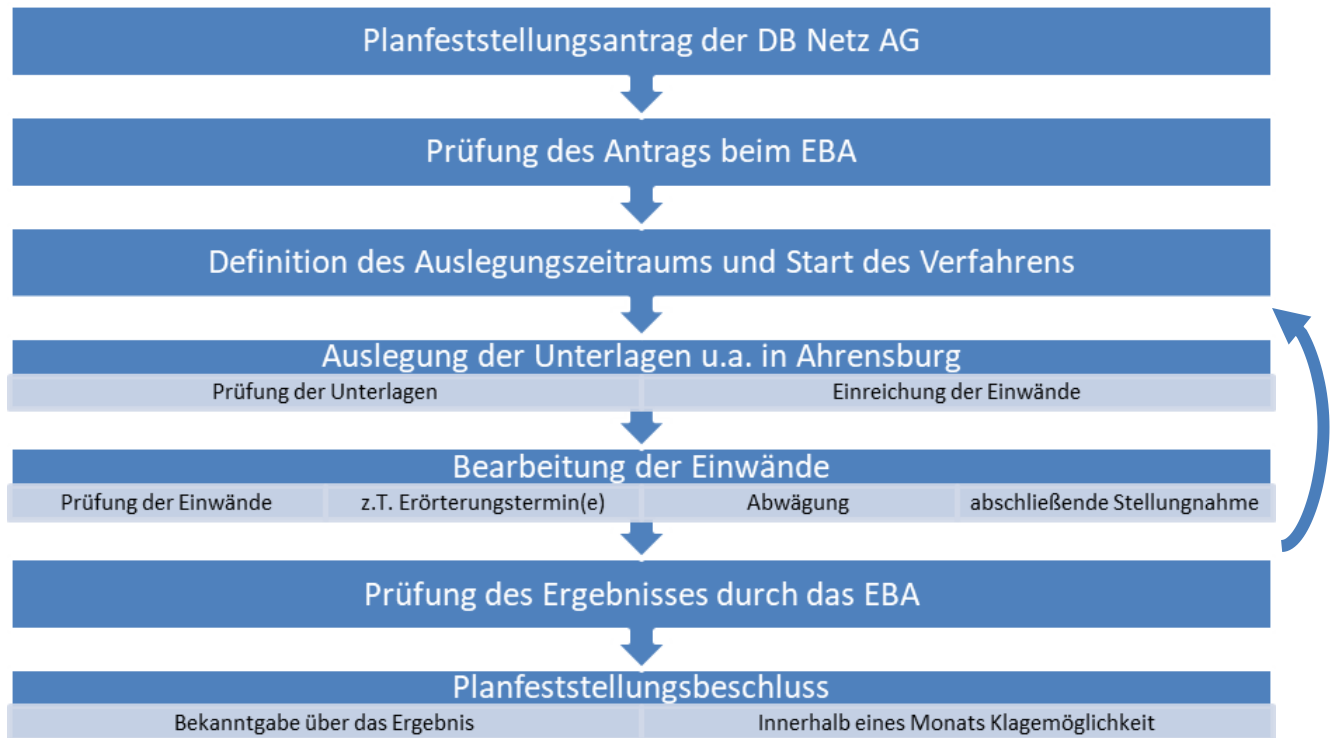 Planfeststellungsantrag der DB Netz AG
Prüfung des Antrags beim EBA
Definition des Auslegungszeitraums und Start des Verfahrens
Auslegung der Unterlagen u.a. in Ahrensburg
Prüfung der Unterlagen
Einreichung der Einwände
Bearbeitung der Einwände
Prüfung der Einwände
z.T. Erörterungstermin(e)
Abwägung
abschließende Stellungnahme
Prüfung des Ergebnisses durch das EBA
Planfeststellungsbeschluss
Bekanntgabe über das Ergebnis
Innerhalb eines Monats Klagemöglichkeit